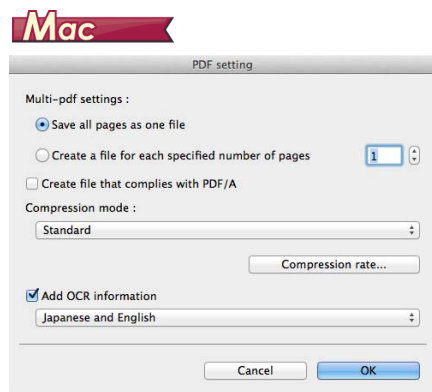 Mac
PDF setting
Multi-pdf settings :
Save all pages as one file
Create a file for each specified number of pages 1
Create file that complies with PDF/A
Compression mode :
Standard
Compression rate...
Add OCR information
Japanese and English
Cancel OK